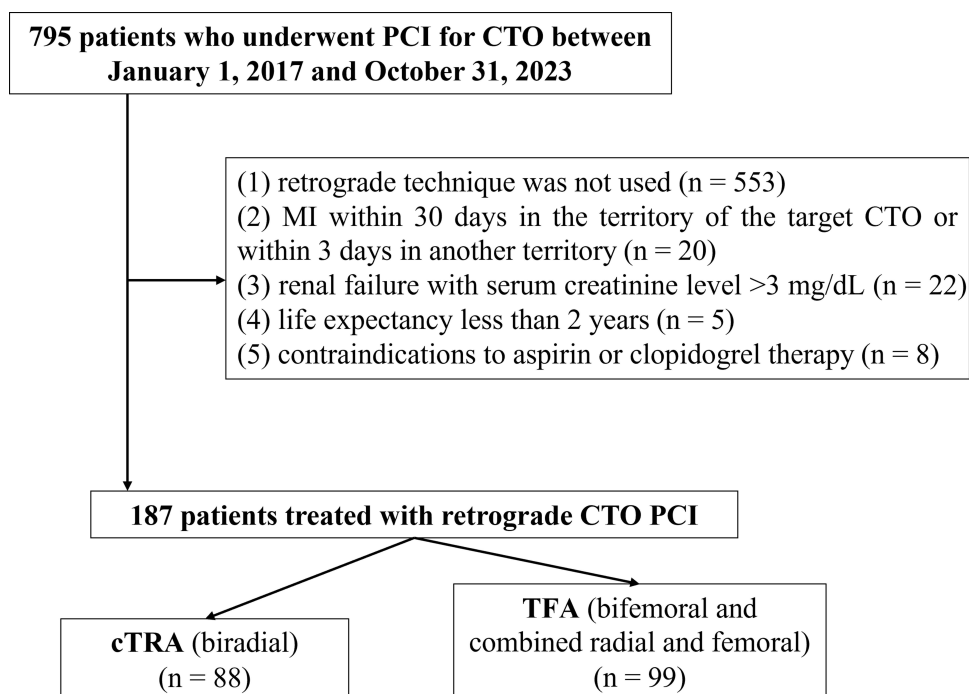 795 patients who underwent PCI for CTO between
January 1, 2017 and October 31, 2023
(1) retrograde technique was not used (n = 553)
(2) MI within 30 days in the territory of the target CTO or
within 3 days in another territory (n = 20)
(3) renal failure with serum creatinine level >3 mg/dL (n = 22)
(4) life expectancy less than 2 years (n = 5)
(5) contraindications to aspirin or clopidogrel therapy (n = 8)
187 patients treated with retrograde CTO PCI
cTRA (biradial)
(n = 88)
TFA (bifemoral and
combined radial and femoral)
(n = 99)